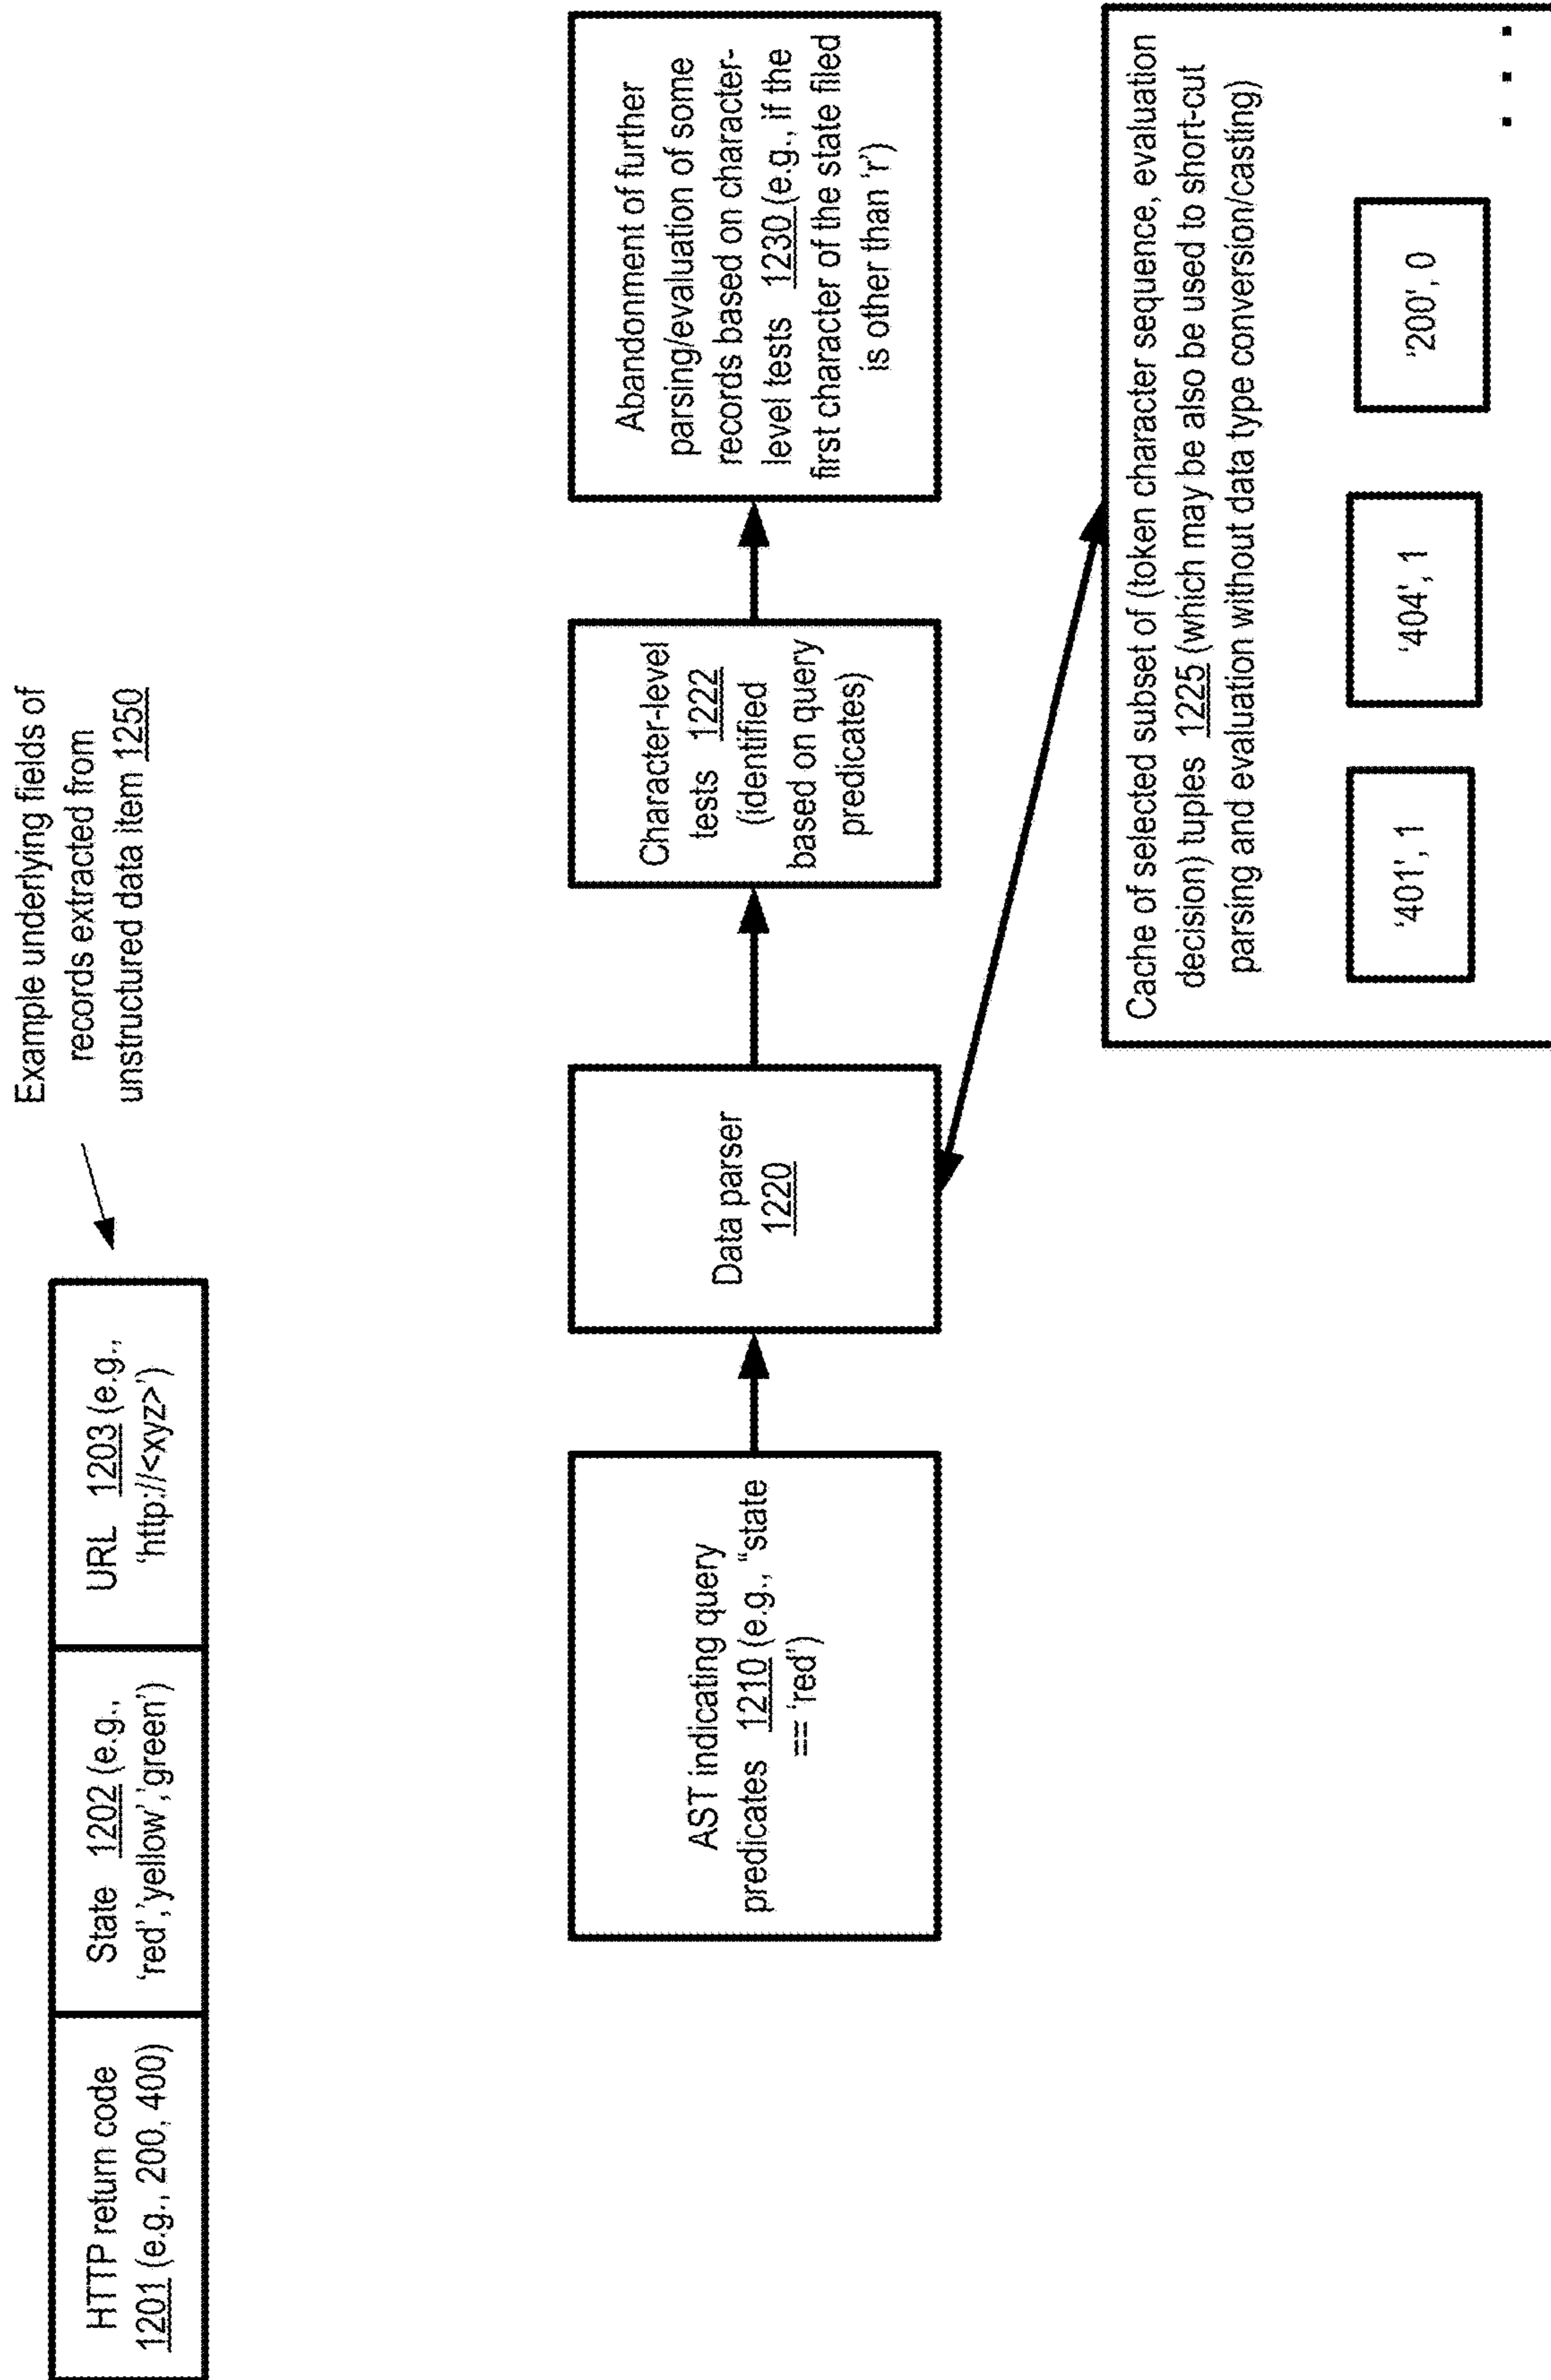 Example underlying fields of
records extracted from
unstructured data item 1250
HTTP return code
1201 (e.g., 200, 400)
State 1202 (e.g.,
‘red’,’yellow’,’green’)
URL 1203 (e.g.,
‘http://<xyz>’)
AST indicating query
predicates 1210 (e.g., “state
== ‘red’)
Data parser
1220
Character-level
tests 1222
(identified
based on query
predicates)
Abandonment of further
parsing/evaluation of some
records based on character-
level tests 1230 (e.g., if the
first character of the state filed
is other than ‘r’)
Cache of selected subset of (token character sequence, evaluation
decision) tuples 1225 (which may be also be used to short-cut
parsing and evaluation without data type conversion/casting)
‘401’, 1
‘404’, 1
‘200’, 0
. . .